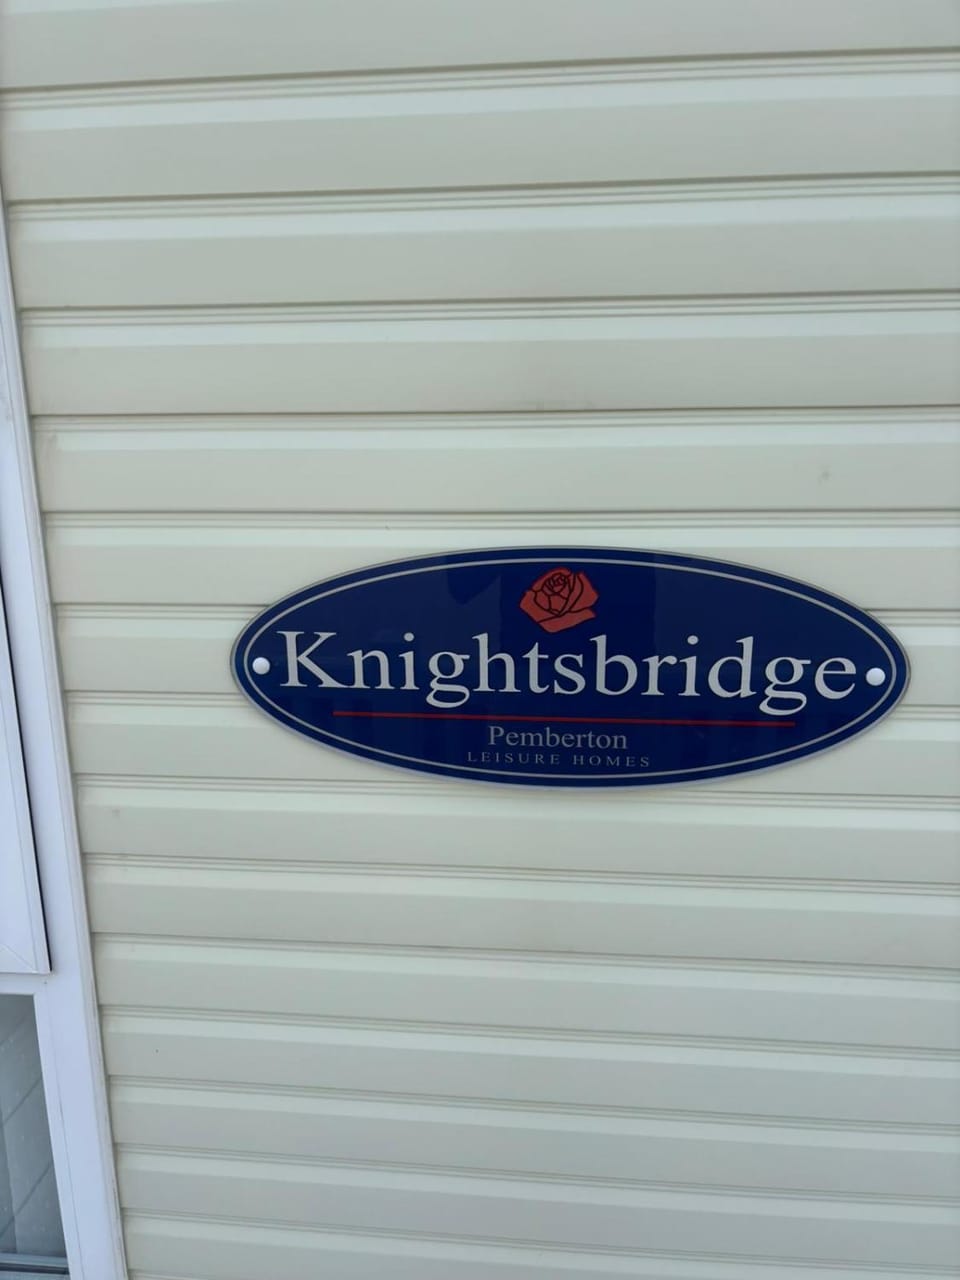 Knightsbridge
Pemberton
LEISURE HOMES